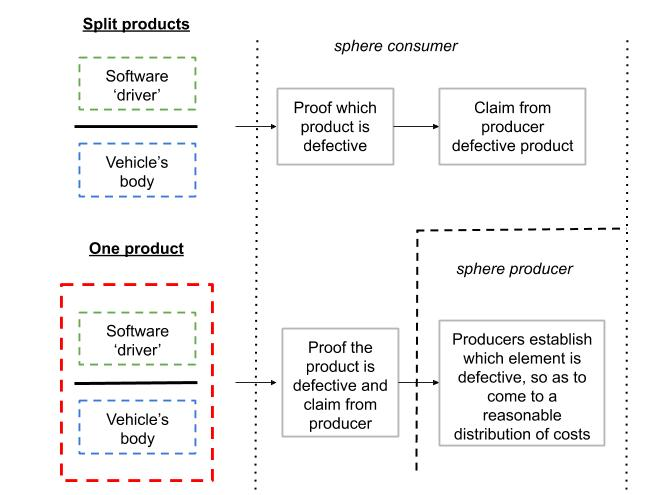 Split products
sphere consumer
Software
‘driver’
Vehicle’s
body
Proof which
product is
defective
Claim from
producer
defective product
One product
sphere producer
Software
‘driver’
Vehicle’s
body
Proof the
product is
defective and
claim from
producer
Producers establish
which element is
defective, so as to
come to a
reasonable
distribution of costs